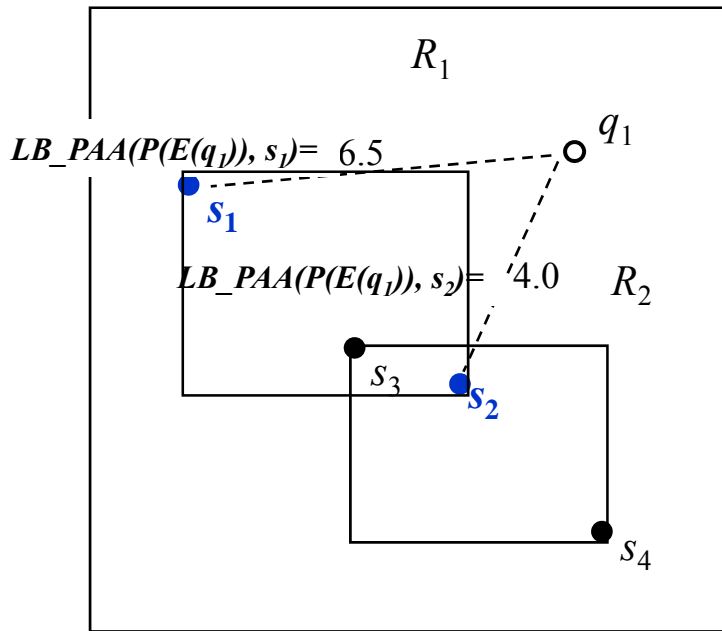 R1
q1
LB_PAA(P(E(q1)), s1)= 6.5
s1
LB_PAA(P(E(q1)), s2)= 4.0
R2
s3
s2
s4